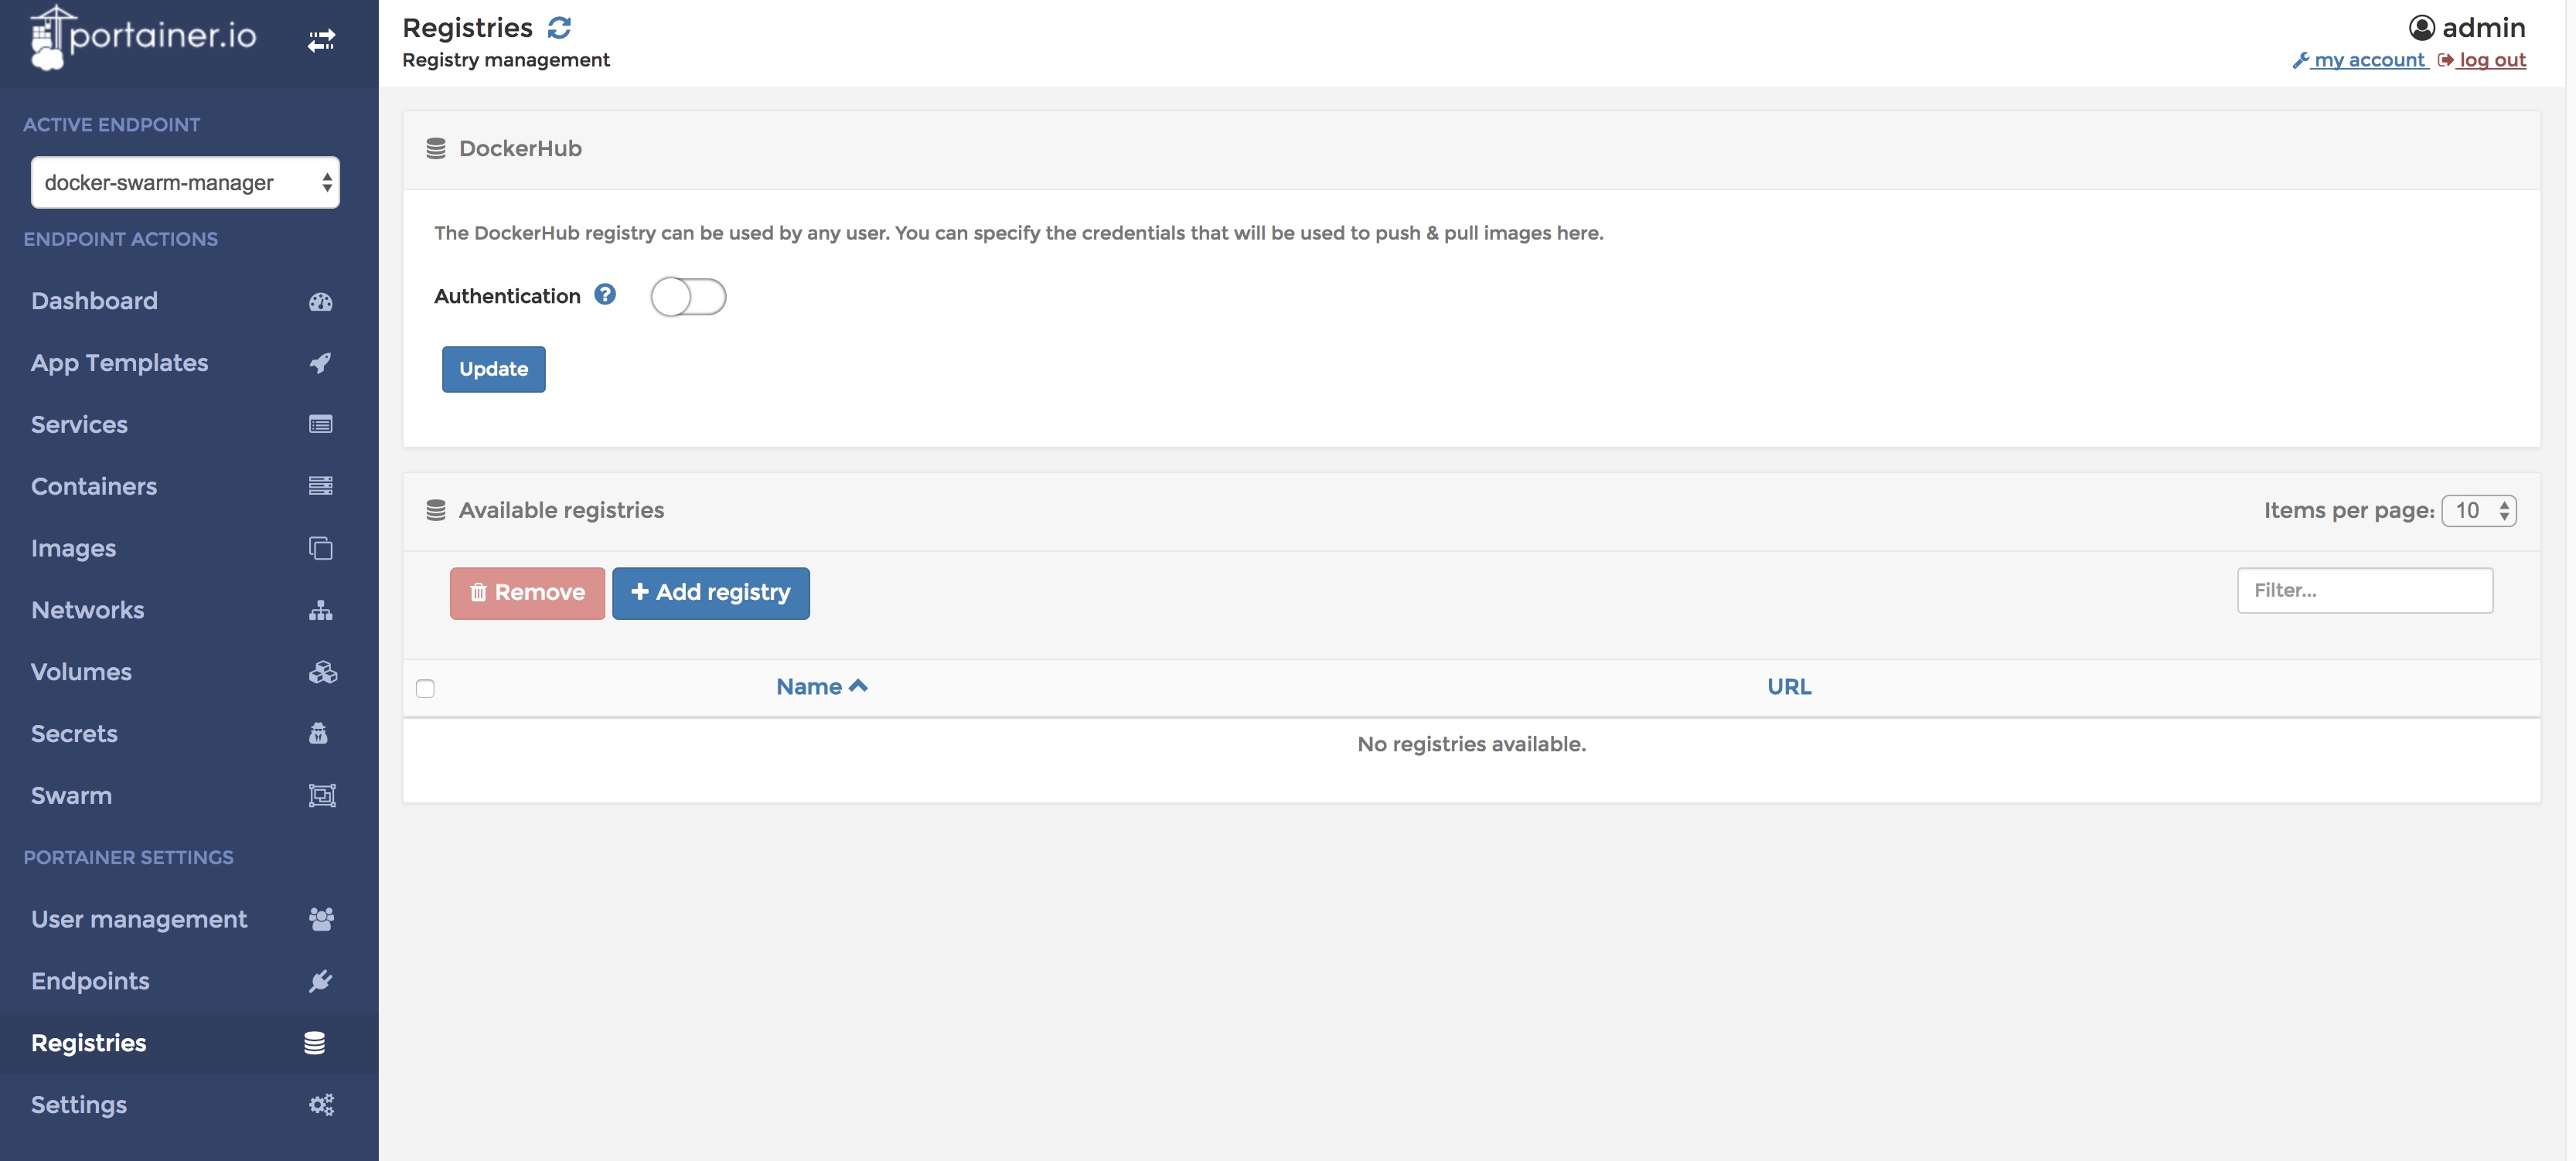 portainer.io
ACTIVE ENDPOINT
docker-swarm-manager
ENDPOINT ACTIONS
Dashboard
App Templates
Services
Containers
Images
Networks
Volumes
Secrets
Swarm
PORTAINER SETTINGS
User management
Endpoints
Registries
Settings
Registries
Registry management
admin
my account log out
DockerHub
The DockerHub registry can be used by any user. You can specify the credentials that will be used to push & pull images here.
Authentication ?
Update
Available registries Items per page: 10
Remove + Add registry Filter...
Name URL
No registries available.